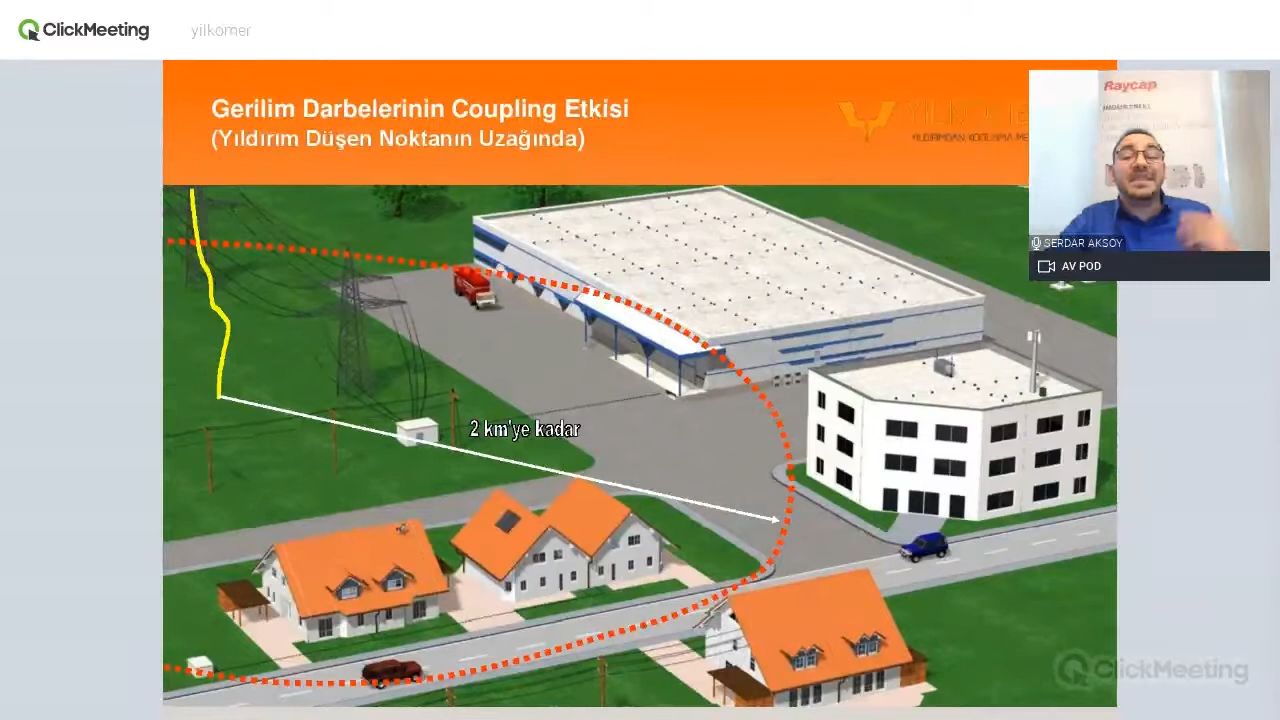 ClickMeeting
yilkomer
Gerilim Darbelerinin Coupling Etkisi
(Yıldırım Düşen Noktanın Uzağında)
Raycap
SERDAR AKSOY
AV POD
2 km'ye kadar
ClickMeeting